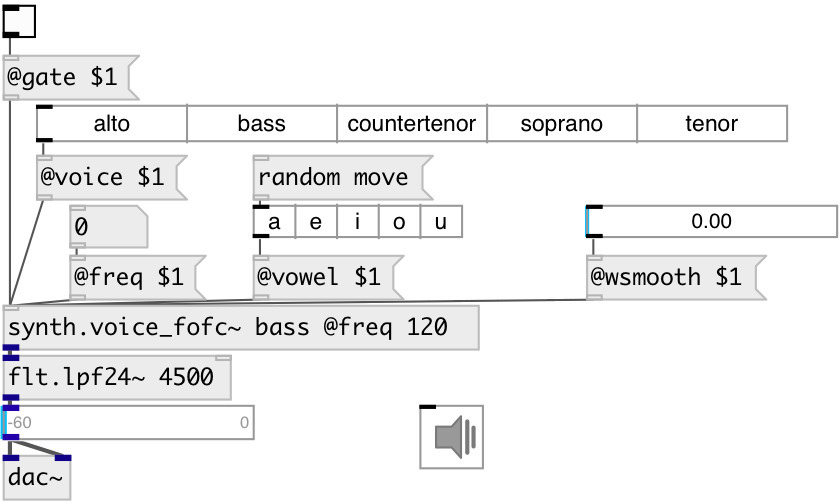 @gate $1
alto bass countertenor soprano tenor
@voice $1 random move
0 a e i o u 0.00
@freq $1 @vowel $1 @wsmooth $1
synth.voice_fofc~ bass @freq 120
flt.lpf24~ 4500
-60 0
dac~